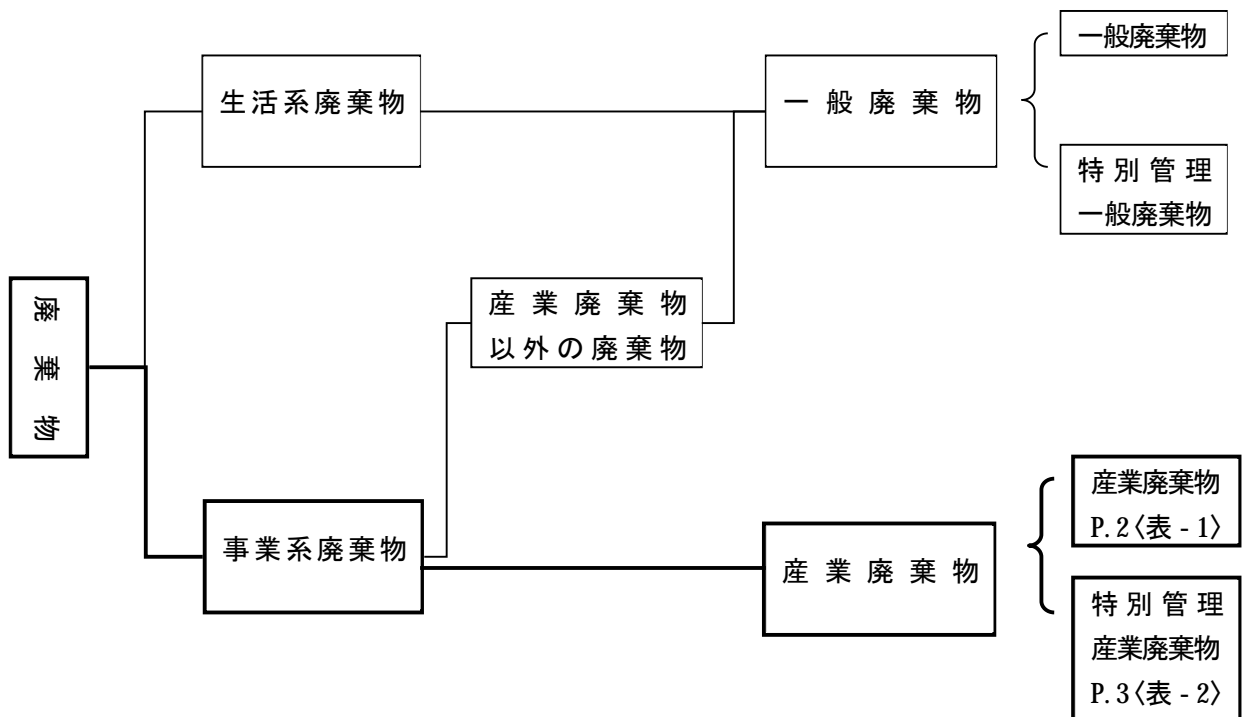 一般廃棄物
生活系廃棄物
一般廃棄物
特別管理
一般廃棄物
産業廃棄物
以外の廃棄物
廃棄物
事業系廃棄物
産業廃棄物
産業廃棄物
P.2〈表-1〉
特別管理
産業廃棄物
P.3〈表-2〉